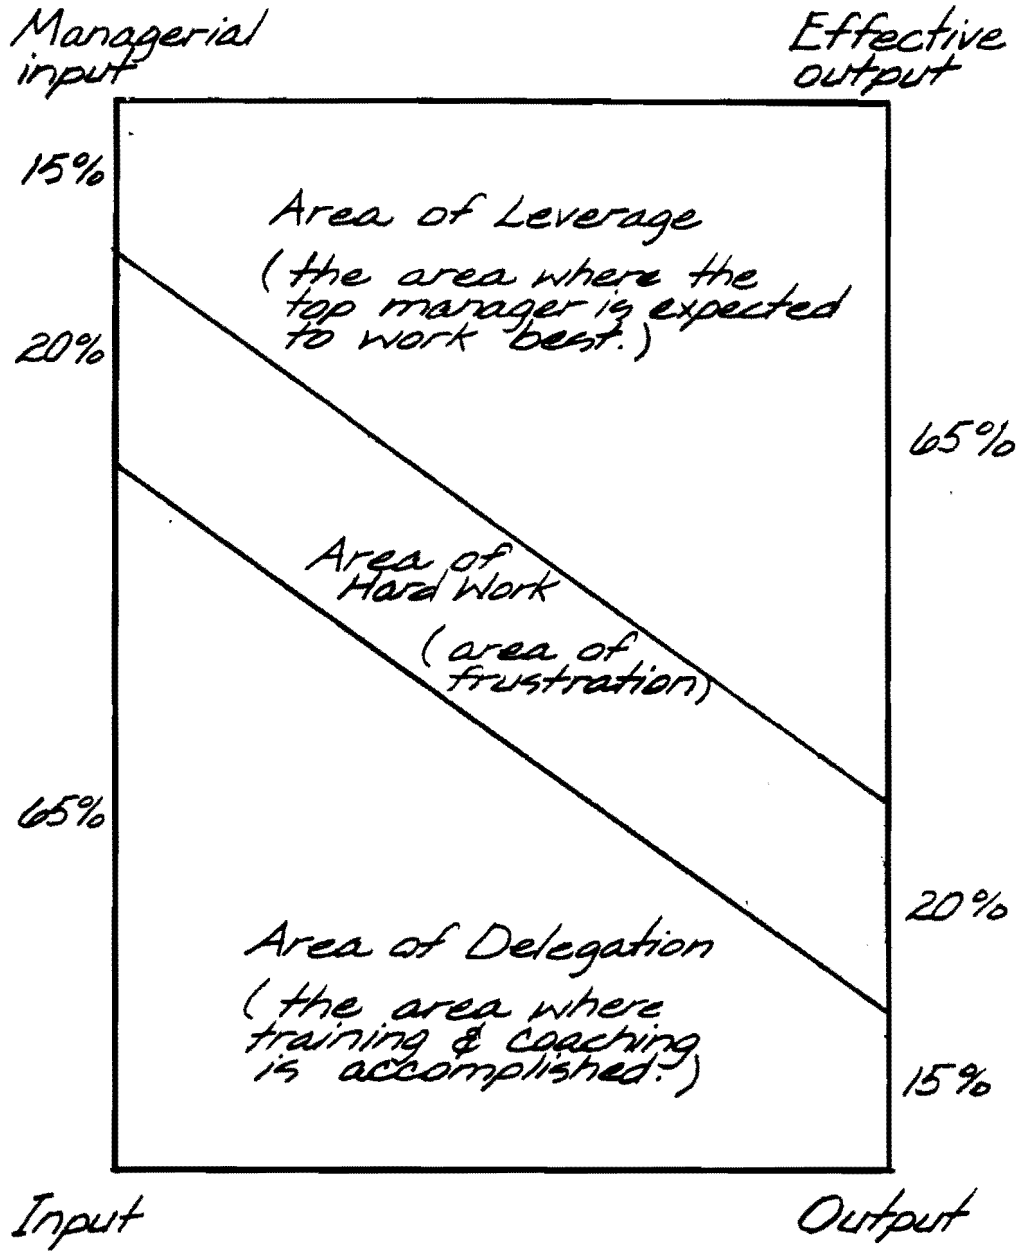 Managerial
input
Effective
output
15%
Area of Leverage
(the area where the
top manager is expected
to work best.)
20%
65%
Area of
Hard Work
(area of
frustration)
65%
20%
Area of Delegation
(the area where
training & coaching
is accomplished.)
15%
Input
Output